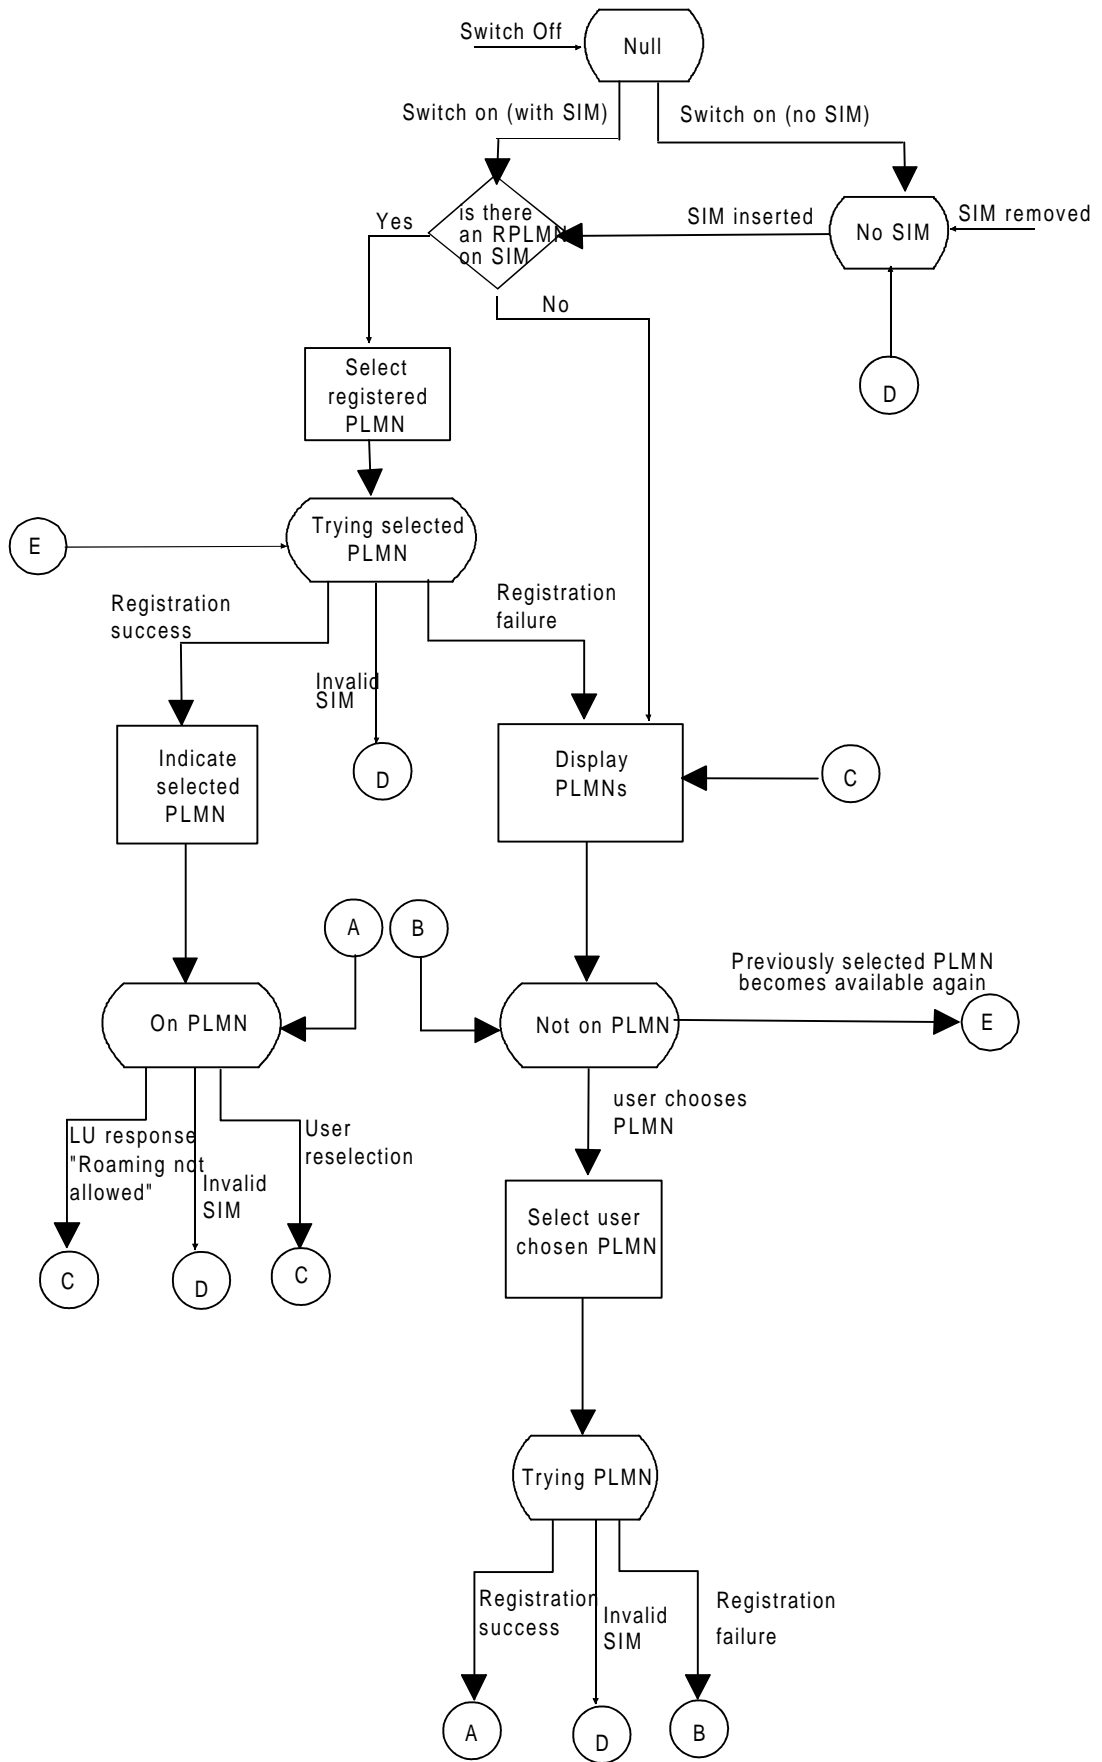 Switch Off
Null
Switch on (with SIM)
Switch on (no SIM)
is there
an RPLMN
on SIM
Yes
SIM inserted
No SIM
SIM removed
No
Select
registered
PLMN
D
Trying selected
PLMN
E
Registration
success
Invalid
SIM
Registration
failure
Indicate
selected
PLMN
D
Display
PLMNs
C
A
B
Previously selected PLMN
becomes available again
On PLMN
Not on PLMN
E
LU response
"Roaming not
allowed"
Invalid
SIM
User
reselection
user chooses
PLMN
C
D
C
Select user
chosen PLMN
Trying PLMN
Registration
success
Invalid
SIM
Registration
failure
A
D
B